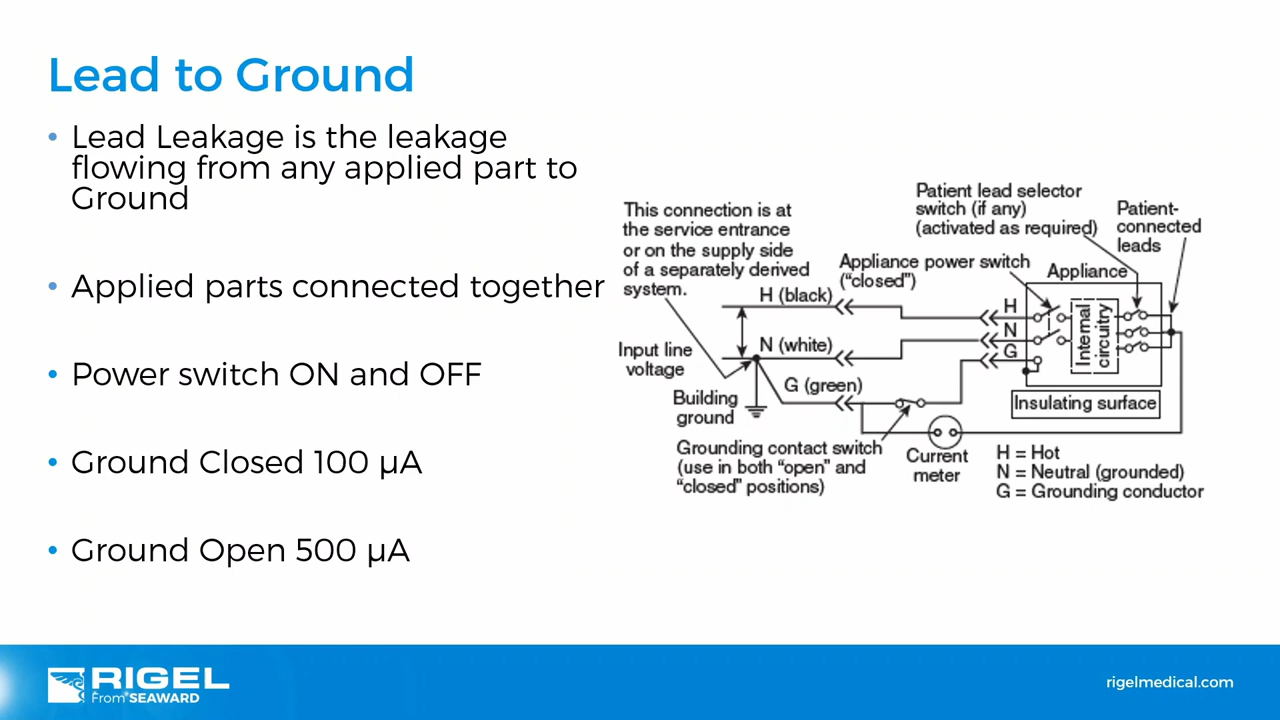 Lead to Ground
• Lead Leakage is the leakage
flowing from any applied part to
Ground
• Applied parts connected together
• Power switch ON and OFF
• Ground Closed 100 µA
• Ground Open 500 µA
This connection is at
the service entrance
or on the supply side
of a separately derived
system.
Patient lead selector
switch (if any)
(activated as required)
Patient-
connected
leads
Appliance power switch
("closed")
Appliance
H (black)
H
N
G
Internal
circuitry
N (white)
Input line
voltage
G (green)
Building
ground
Insulating surface
Grounding contact switch
(use in both "open" and
"closed" positions)
Current
meter
H = Hot
N = Neutral (grounded)
G = Grounding conductor
RIGEL
From SEAWARD
rigelmedical.com